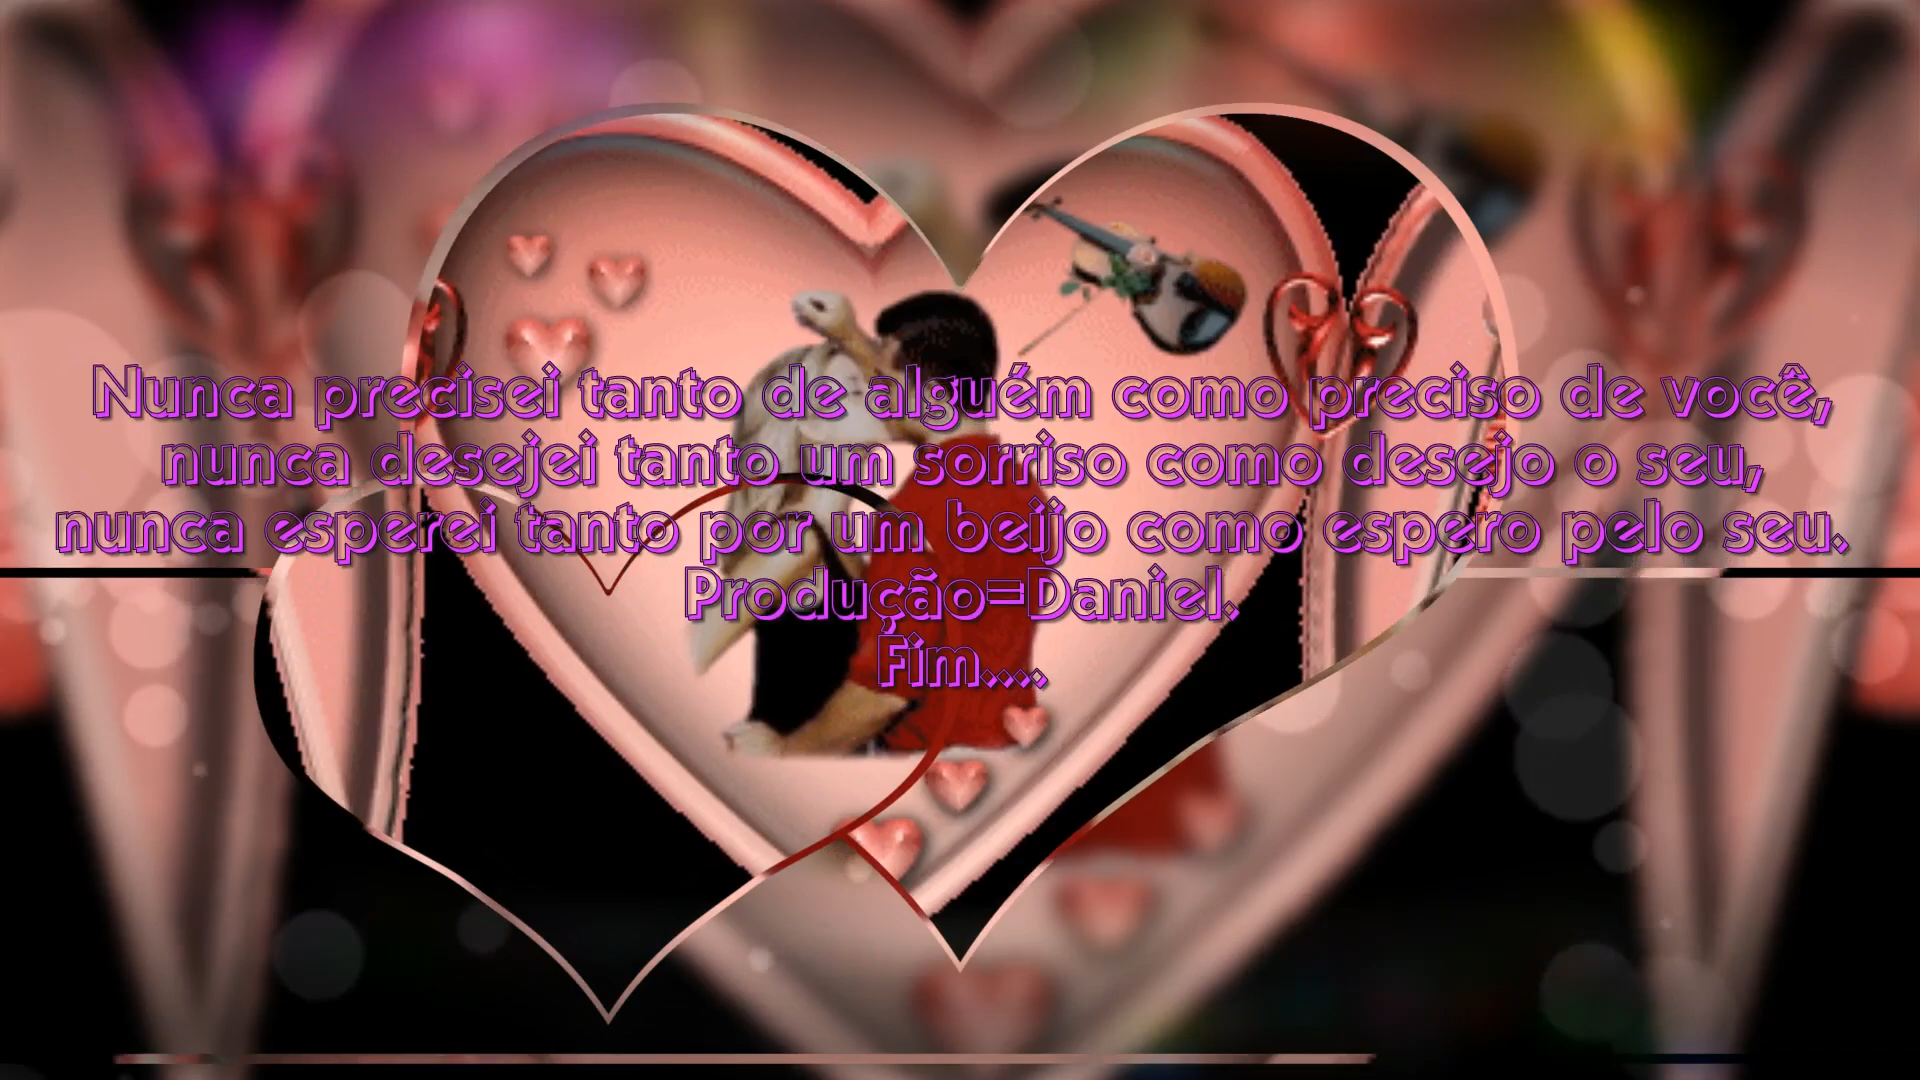 Nunca precisei tanto de alguém como preciso de você,
nunca desejei tanto um sorriso como desejo o seu,
nunca esperei tanto por um beijo como espero pelo seu.
Produção=Daniel.
Fim....